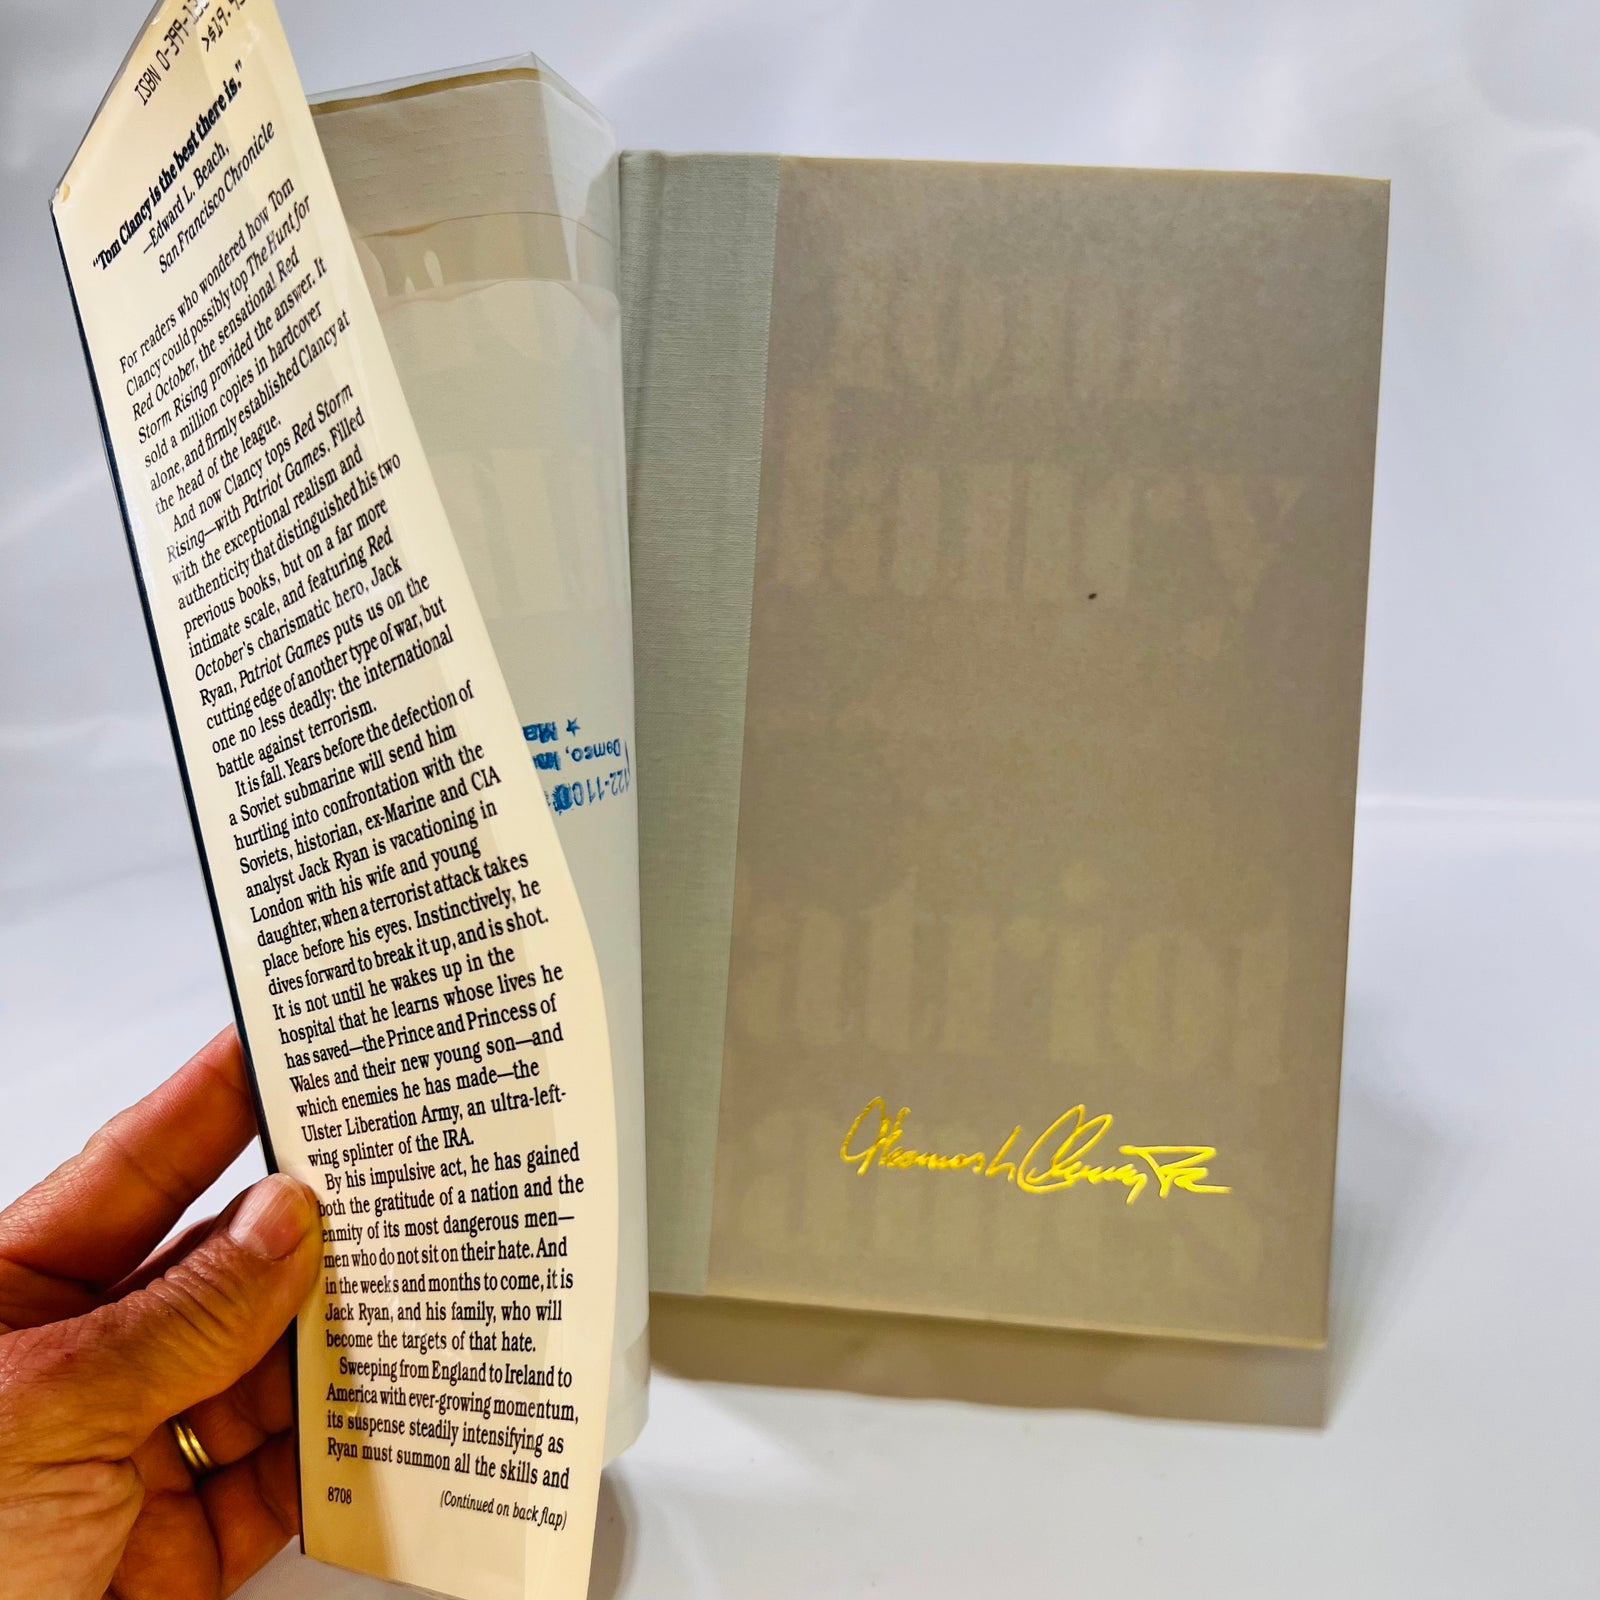 ISBN 0-399-
"Tom Clancy is the best there is."
—Edward L. Beach,
San Francisco Chronicle
For readers who wondered how Tom
Clancy could possibly top The Hunt for
Red October, the sensational Red
Storm Rising provided the answer. It
sold a million copies in hardcover
alone, and firmly established Clancy at
the head of the league.
And now Clancy tops Red Storm
Rising—with Patriot Games. Filled
with the exceptional realism and
authenticity that distinguished his two
previous books, but on a far more
intimate scale, and featuring Red
October's charismatic hero, Jack
Ryan, Patriot Games puts us on the
cutting edge of another type of war, but
one no less deadly: the international
battle against terrorism.
It is fall. Years before the defection of
a Soviet submarine will send him
hurtling into confrontation with the
Soviets, historian, ex-Marine and CIA
analyst Jack Ryan is vacationing in
London with his wife and young
daughter, when a terrorist attack takes
place before his eyes. Instinctively, he
dives forward to break it up, and is shot.
It is not until he wakes up in the
hospital that he learns whose lives he
has saved—the Prince and Princess of
Wales and their new young son—and
which enemies he has made—the
Ulster Liberation Army, an ultra-left-
wing splinter of the IRA.
By his impulsive act, he has gained
both the gratitude of a nation and the
enmity of its most dangerous men—
men who do not sit on their hate. And
in the weeks and months to come, it is
Jack Ryan, and his family, who will
become the targets of that hate.
Sweeping from England to Ireland to
America with ever-growing momentum,
its suspense steadily intensifying as
Ryan must summon all the skills and
8708
(Continued on back flap)
122-1100
Domco,
Thomas L Clancy Jr